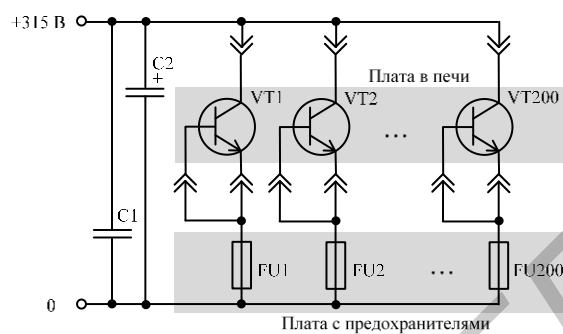 +315 В
C2
+
Плата в печи
VT1
VT2
VT200
...
C1
FU1
FU2
...
FU200
0
Плата с предохранителями